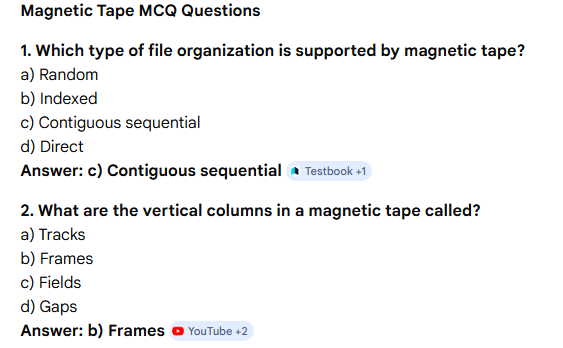 Magnetic Tape MCQ Questions
1. Which type of file organization is supported by magnetic tape?
a) Random
b) Indexed
c) Contiguous sequential
d) Direct
Answer: c) Contiguous sequential Testbook +1
2. What are the vertical columns in a magnetic tape called?
a) Tracks
b) Frames
c) Fields
d) Gaps
Answer: b) Frames YouTube +2